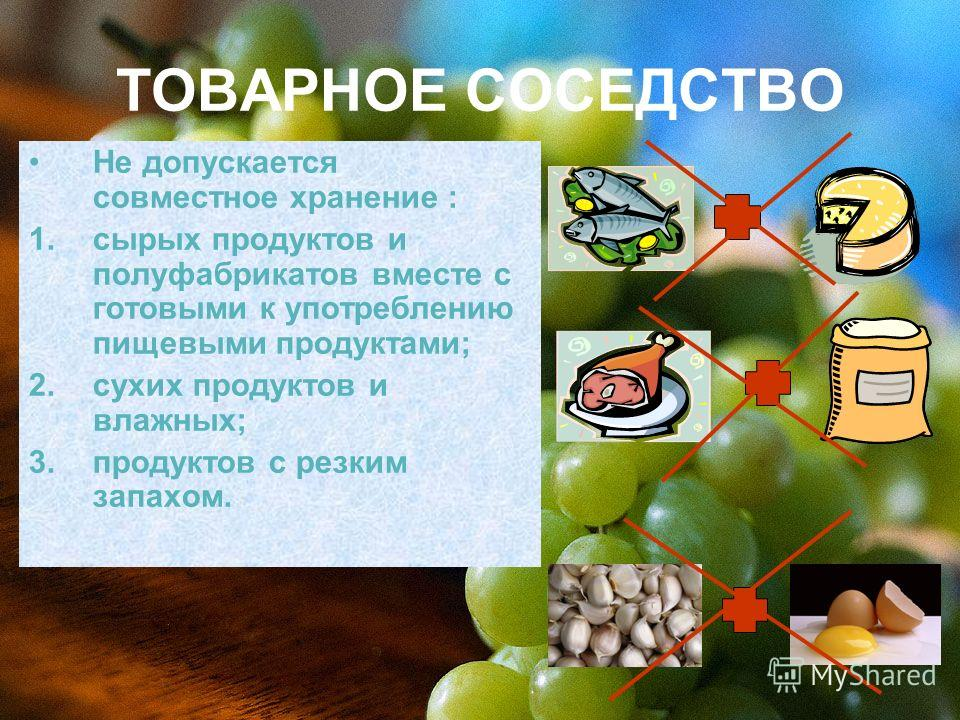 ТОВАРНОЕ СОСЕДСТВО
• Не допускается
совместное хранение :
1. сырых продуктов и
полуфабрикатов вместе с
готовыми к употреблению
пищевыми продуктами;
2. сухих продуктов и
влажных;
3. продуктов с резким
запахом.
MyShared